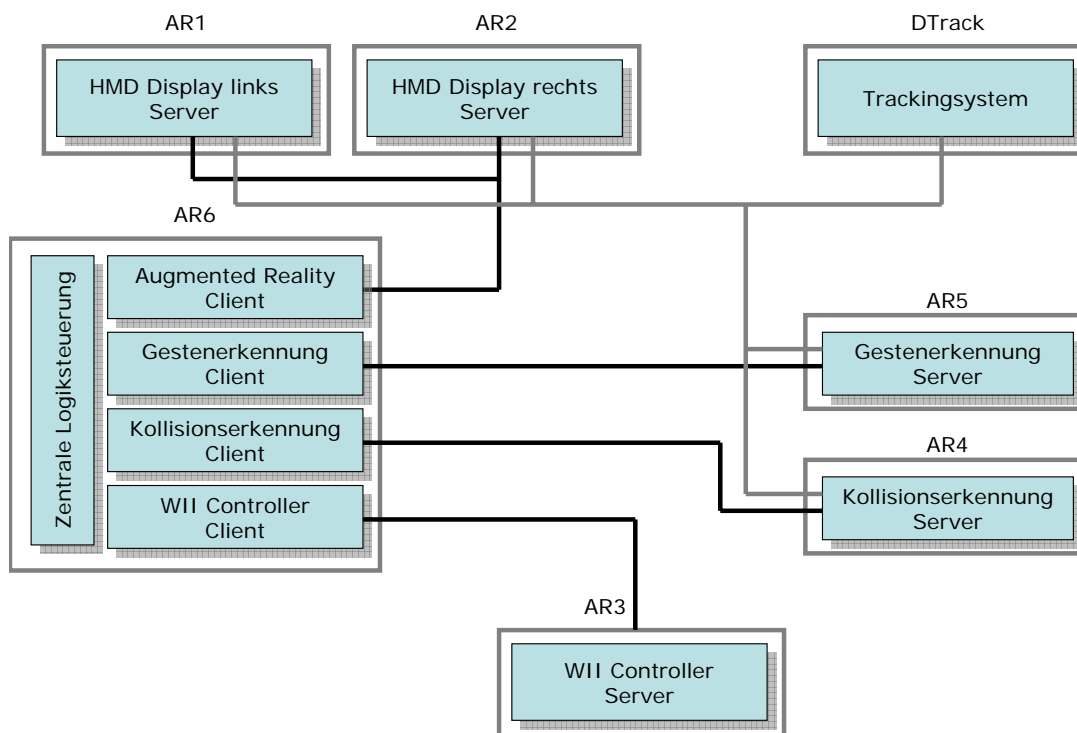 AR1
AR2
DTrack
HMD Display links
Server
HMD Display rechts
Server
Trackingsystem
AR6
Zentrale Logiksteuerung
Augmented Reality
Client
Gestenerkennung
Client
Kollisionserkennung
Client
WII Controller
Client
AR5
Gestenerkennung
Server
AR4
Kollisionserkennung
Server
AR3
WII Controller
Server